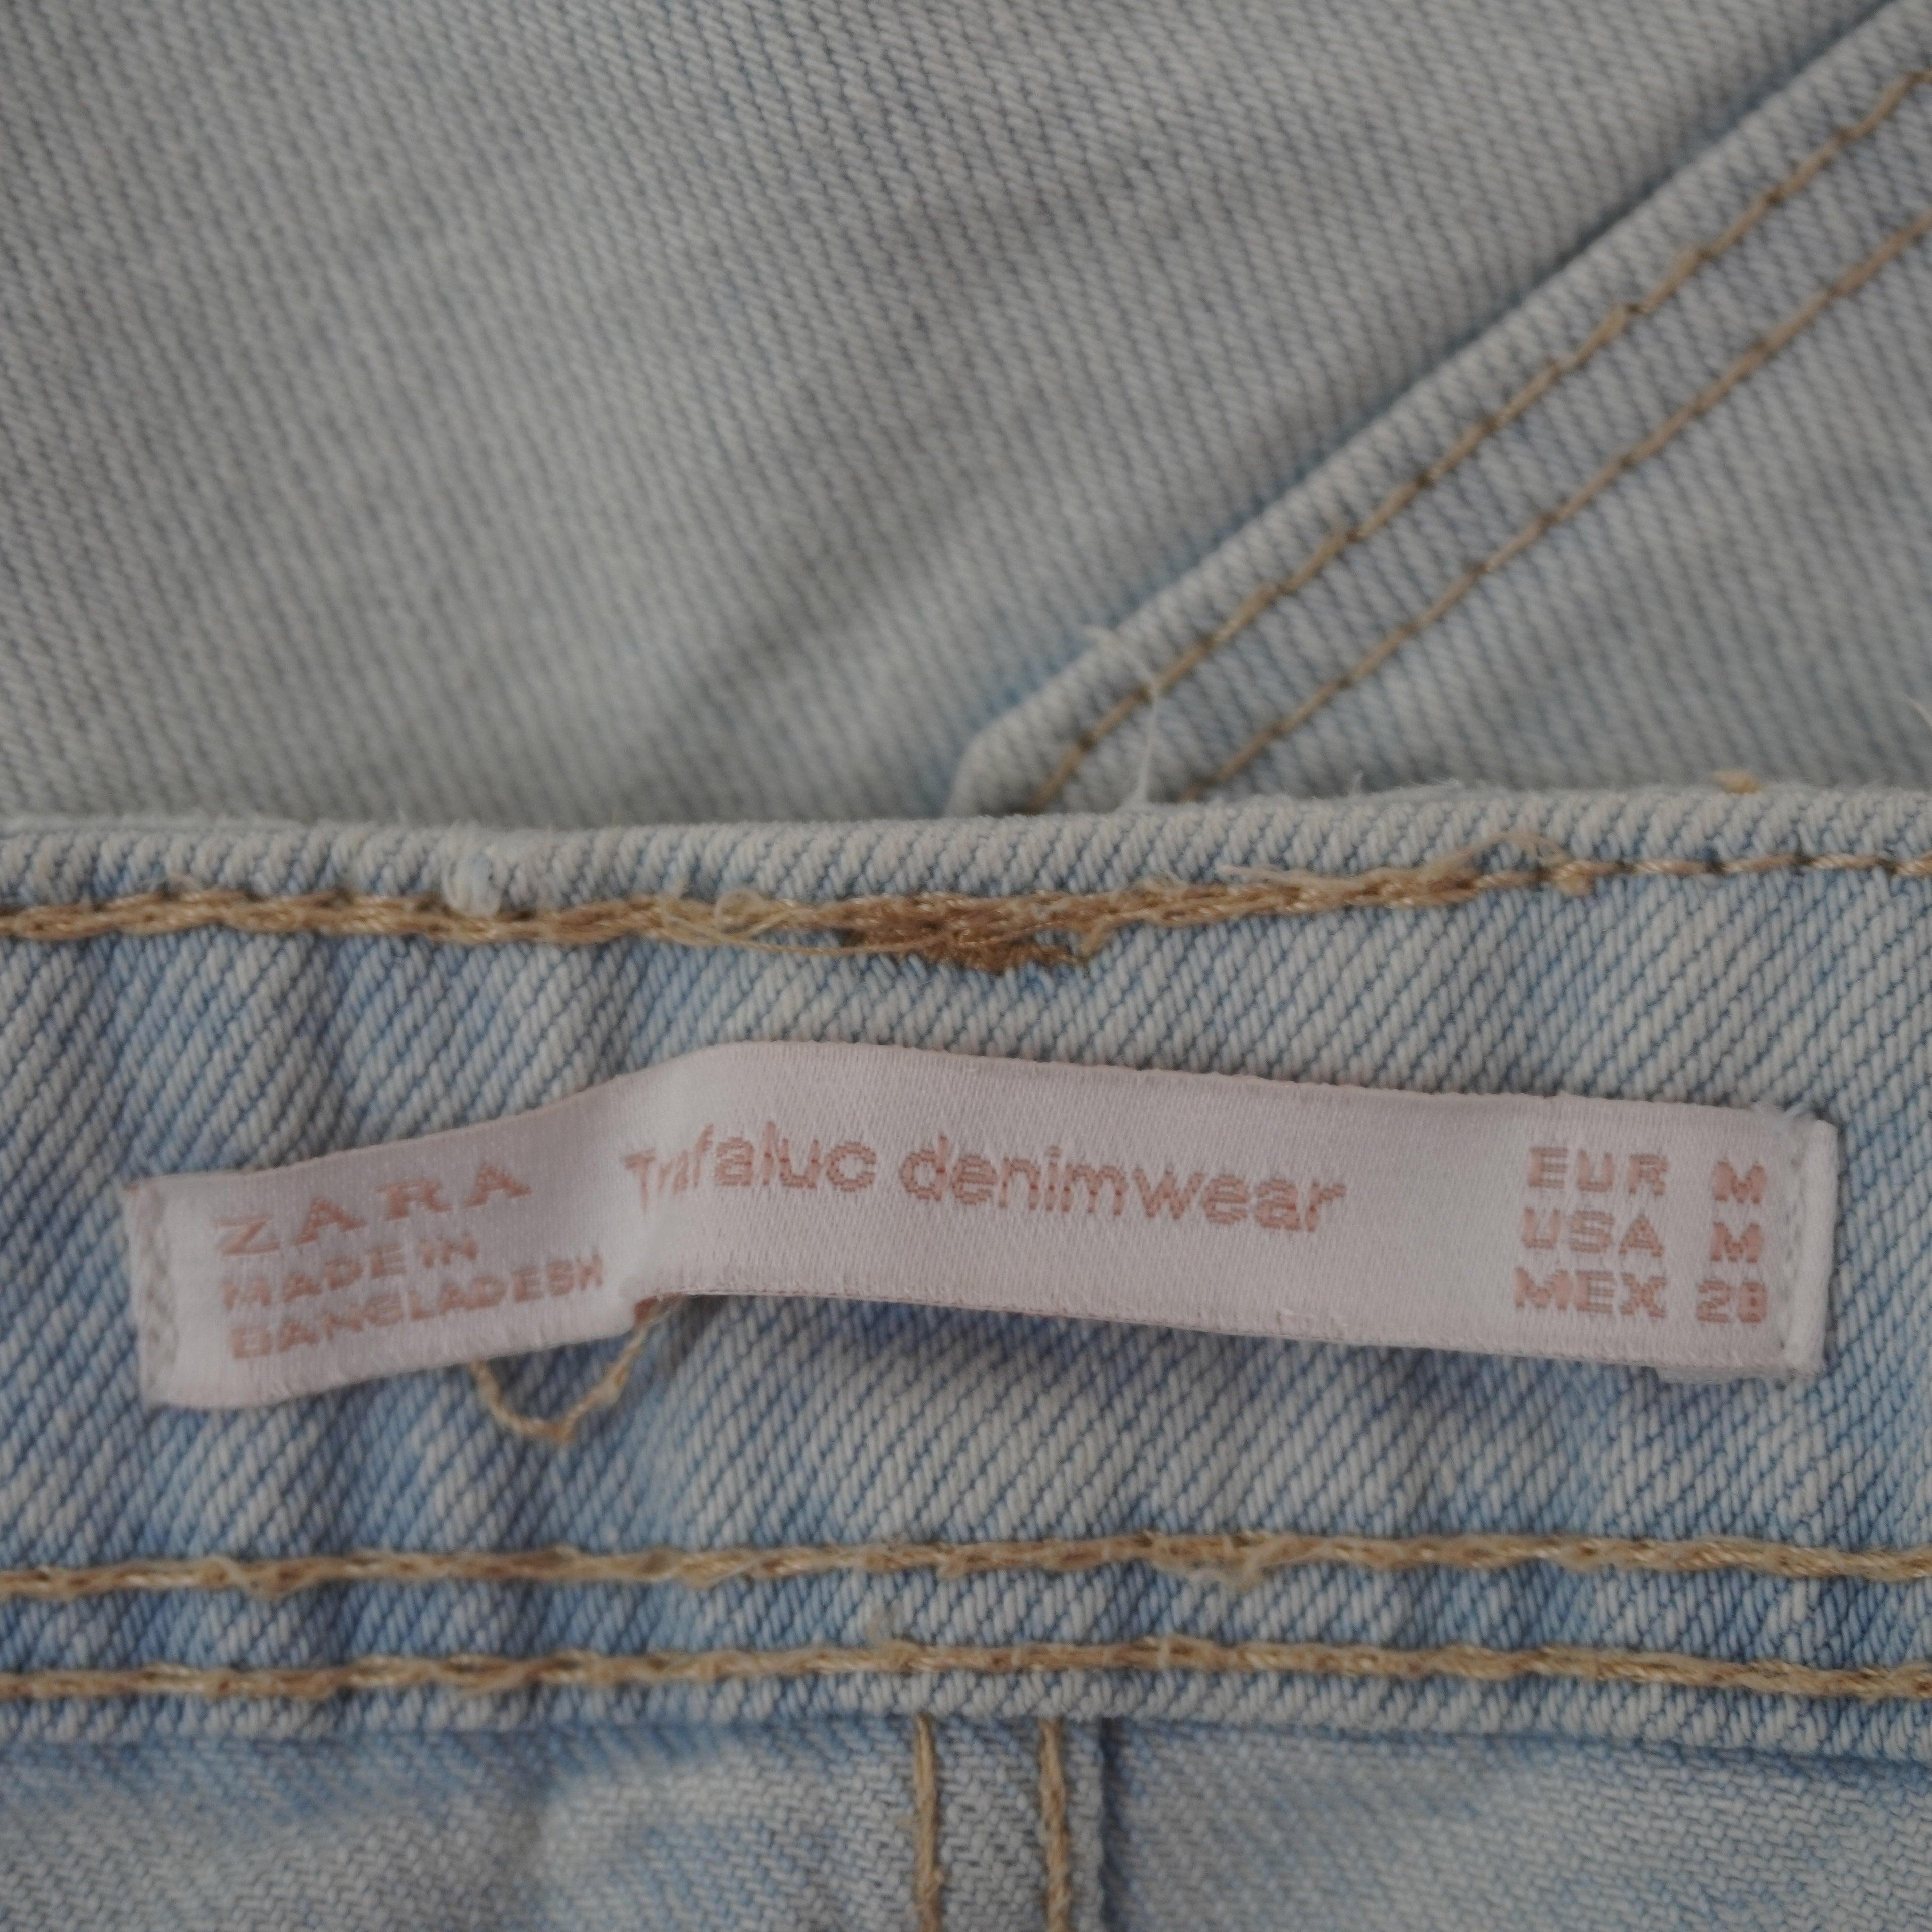 ZARA
MADE IN
BANGLADESH
Trafaluc denimwear
EUR M
USA M
MEX 28